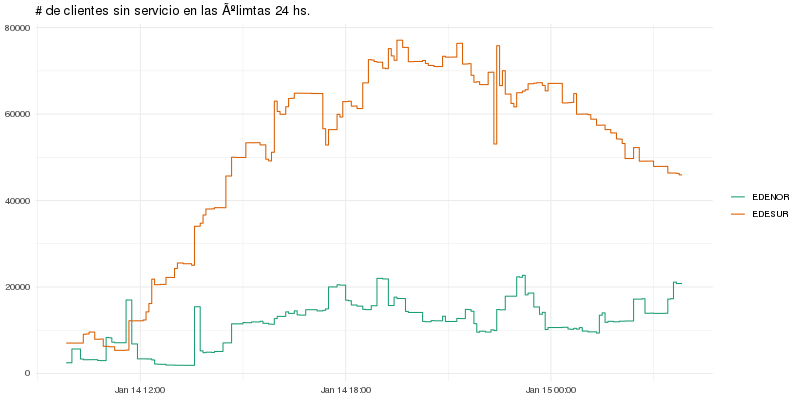 # de clientes sin servicio en las Ãºlimtas 24 hs.
80000
60000
40000
20000
0
Jan 14 12:00
Jan 14 18:00
Jan 15 00:00
EDENOR
EDESUR